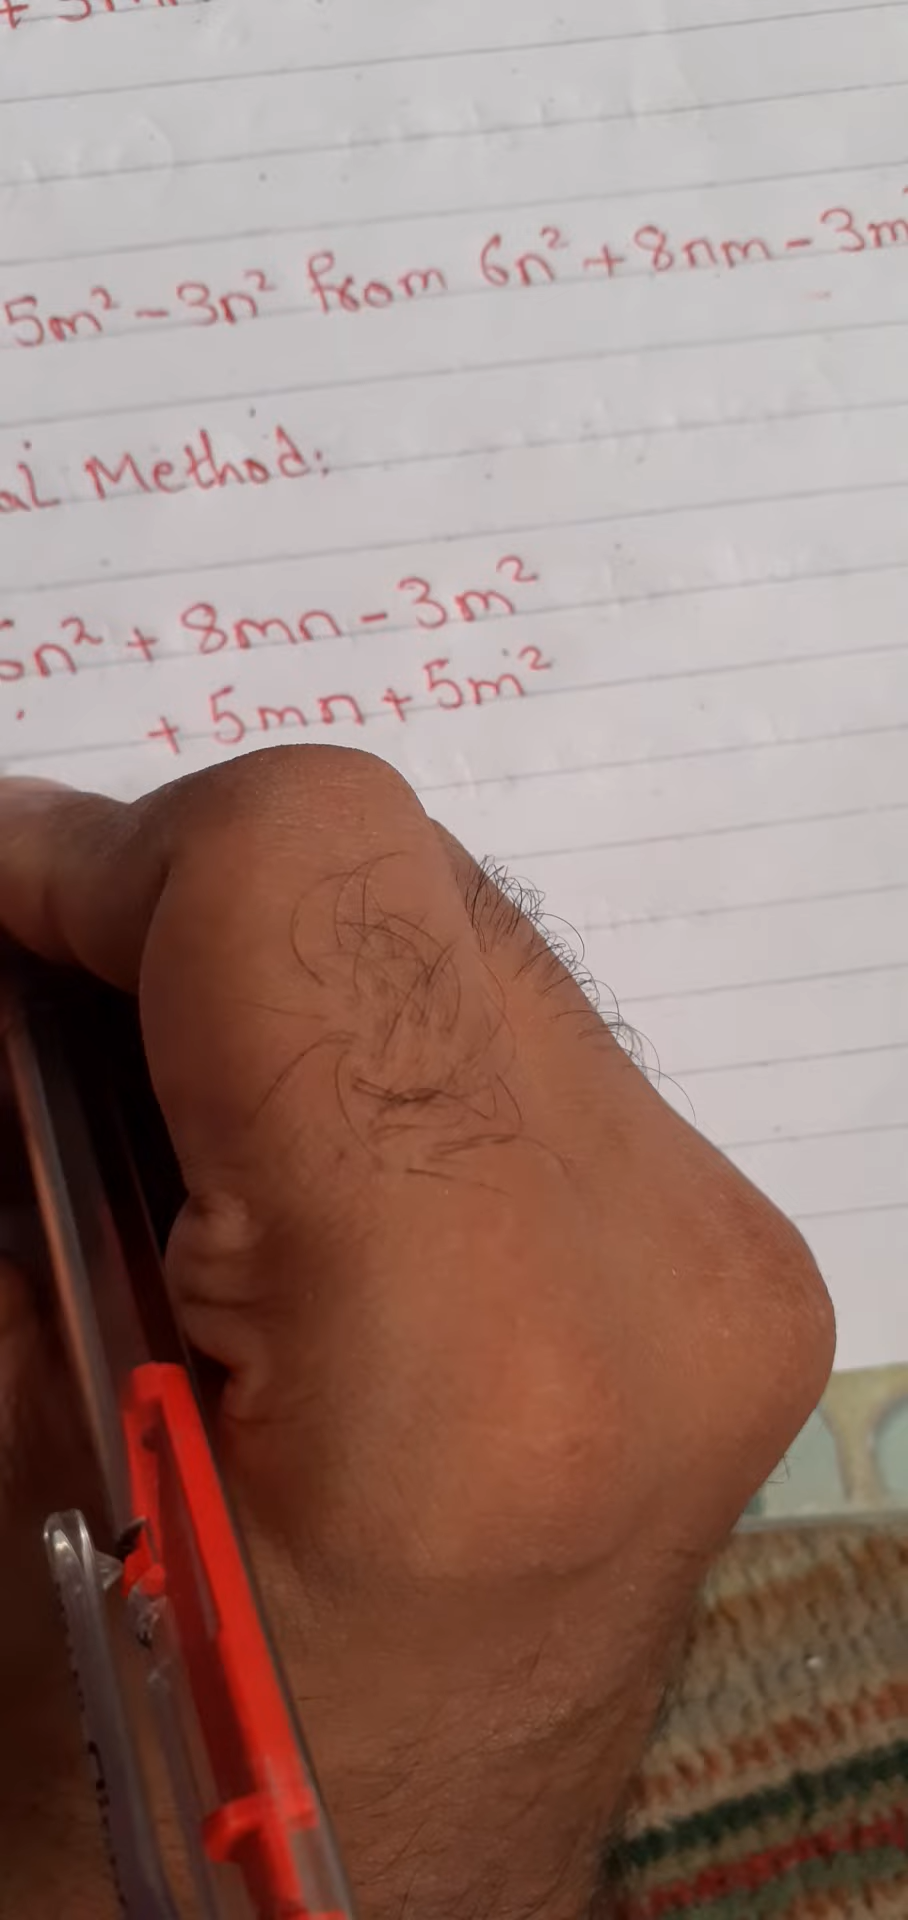 5m² - 3n² from 6n² + 8nm - 3m
al Method:
n² + 8mn - 3m²
+ 5mn + 5m²